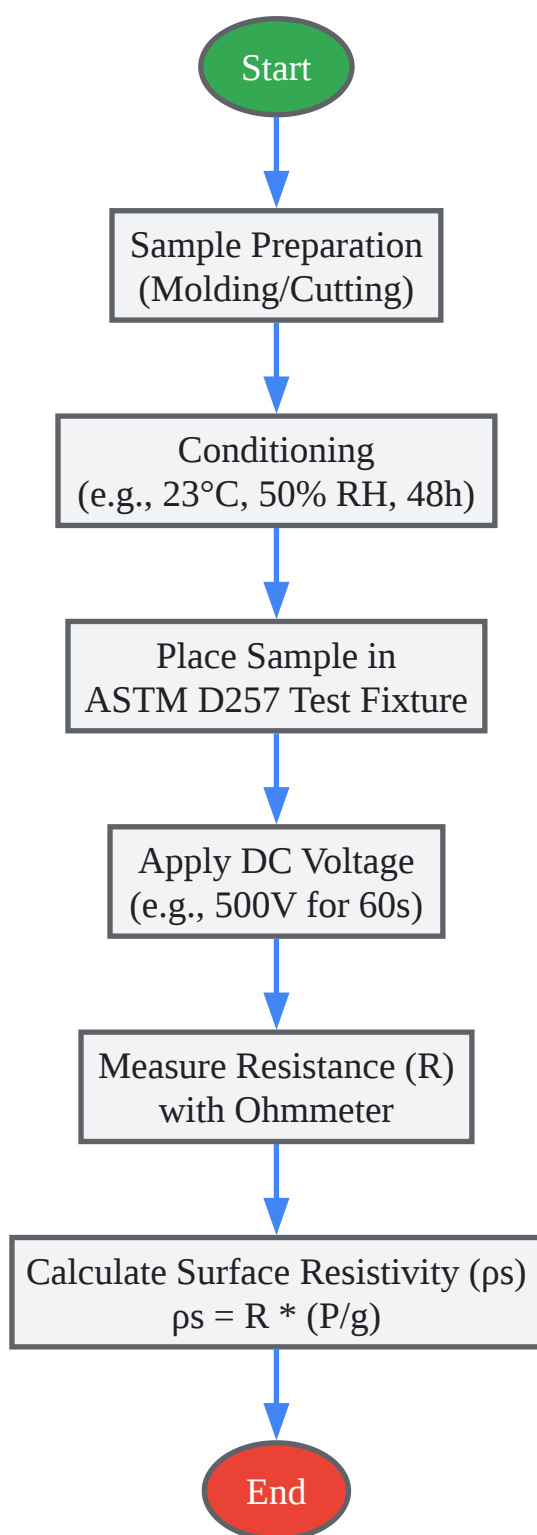 Start
Sample Preparation
(Molding/Cutting)
Conditioning
(e.g., 23°C, 50% RH, 48h)
Place Sample in
ASTM D257 Test Fixture
Apply DC Voltage
(e.g., 500V for 60s)
Measure Resistance (R)
with Ohmmeter
Calculate Surface Resistivity (ρs)
ρs = R * (P/g)
End